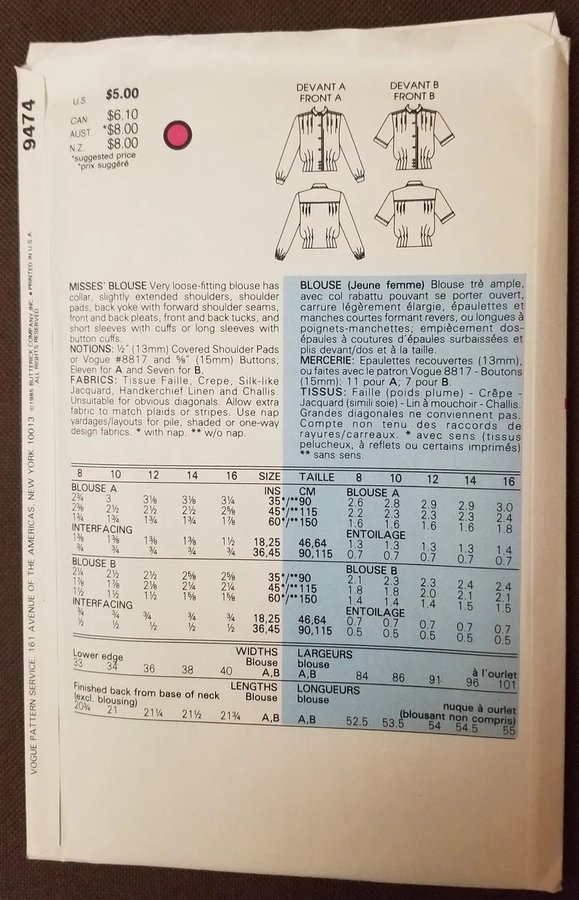 9474
U.S. $5.00
CAN. $6.10
AUST *$8.00
N.Z. $8.00
*suggested price
*prix suggéré
DEVANT A
FRONT A
DEVANT B
FRONT B
MISSES' BLOUSE Very loose-fitting blouse has
collar, slightly extended shoulders, shoulder
pads, back yoke with forward shoulder seams,
front and back pleats, front and back tucks, and
short sleeves with cuffs or long sleeves with
button cuffs.
NOTIONS: ½" (13mm) Covered Shoulder Pads
or Vogue #8817 and ⅝" (15mm) Buttons;
Eleven for A and Seven for B.
FABRICS: Tissue Faille, Crepe, Silk-like
Jacquard, Handkerchief Linen and Challis.
Unsuitable for obvious diagonals. Allow extra
fabric to match plaids or stripes. Use nap
yardages/layouts for pile, shaded or one-way
design fabrics. * with nap. ** w/o nap.
BLOUSE (Jeune femme) Blouse trè ample,
avec col rabattu pouvant se porter ouvert,
carrure légèrement élargie, épaulettes et
manches courtes formant revers, ou longues à
poignets-manchettes; empiècement dos-
épaules à coutures d'épaules surbaissées et
plis devant/dos et à la taille.
MERCERIE: Epaulettes recouvertes (13mm),
ou faites avec le patron Vogue 8817 - Boutons
(15mm): 11 pour A; 7 pour B.
TISSUS: Faille (poids plume) - Crêpe -
Jacquard (simili soie) - Lin à mouchoir - Challis.
Grandes diagonales ne conviennent pas.
Compte non tenu des raccords de
rayures/carreaux. * avec sens (tissus
pelucheux, à reflets ou certains imprimés)
** sans sens.
8 10 12 14 16 SIZE TAILLE 8 10 12 14 16
BLOUSE A INS CM BLOUSE A
2¾ 3 3⅛ 3⅛ 3¼ 35*/**90 2.6 2.8 2.9 2.9 3.0
2⅜ 2½ 2½ 2½ 2⅝ 45*/**115 2.2 2.3 2.3 2.3 2.4
1¾ 1¾ 1¾ 1¾ 1⅞ 60*/**150 1.6 1.6 1.6 1.6 1.8
INTERFACING ENTOILAGE
1⅜ 1⅜ 1⅜ 1⅜ 1½ 18,25 46,64 1.3 1.3 1.3 1.3 1.4
¾ ¾ ¾ ¾ ¾ 36,45 90,115 0.7 0.7 0.7 0.7 0.7
BLOUSE B BLOUSE B
2¼ 2½ 2½ 2⅝ 2⅝ 35*/**90 2.1 2.3 2.3 2.4 2.4
1⅞ 1⅞ 2⅛ 2¼ 2¼ 45*/**115 1.8 1.8 2.0 2.1 2.1
1½ 1½ 1½ 1⅝ 1⅝ 60*/**150 1.4 1.4 1.4 1.5 1.5
INTERFACING ENTOILAGE
¾ ¾ ¾ ¾ ¾ 18,25 46,64 0.7 0.7 0.7 0.7 0.7
½ ½ ½ ½ ½ 36,45 90,115 0.5 0.5 0.5 0.5 0.5
WIDTHS LARGEURS
Lower edge Blouse blouse à l'ourlet
33 34 36 38 40 A,B A,B 84 86 91 96 101
Finished back from base of neck LENGTHS LONGUEURS nuque à ourlet
(excl. blousing) Blouse blouse (blousant non compris)
20¾ 21 21¼ 21½ 21¾ A,B A,B 52.5 53.5 54 54.5 55
VOGUE PATTERN SERVICE, 161 AVENUE OF THE AMERICAS, NEW YORK, NEW YORK 10013 ©1985 BUTTERICK COMPANY, INC. • PRINTED IN U.S.A.
ALL RIGHTS RESERVED